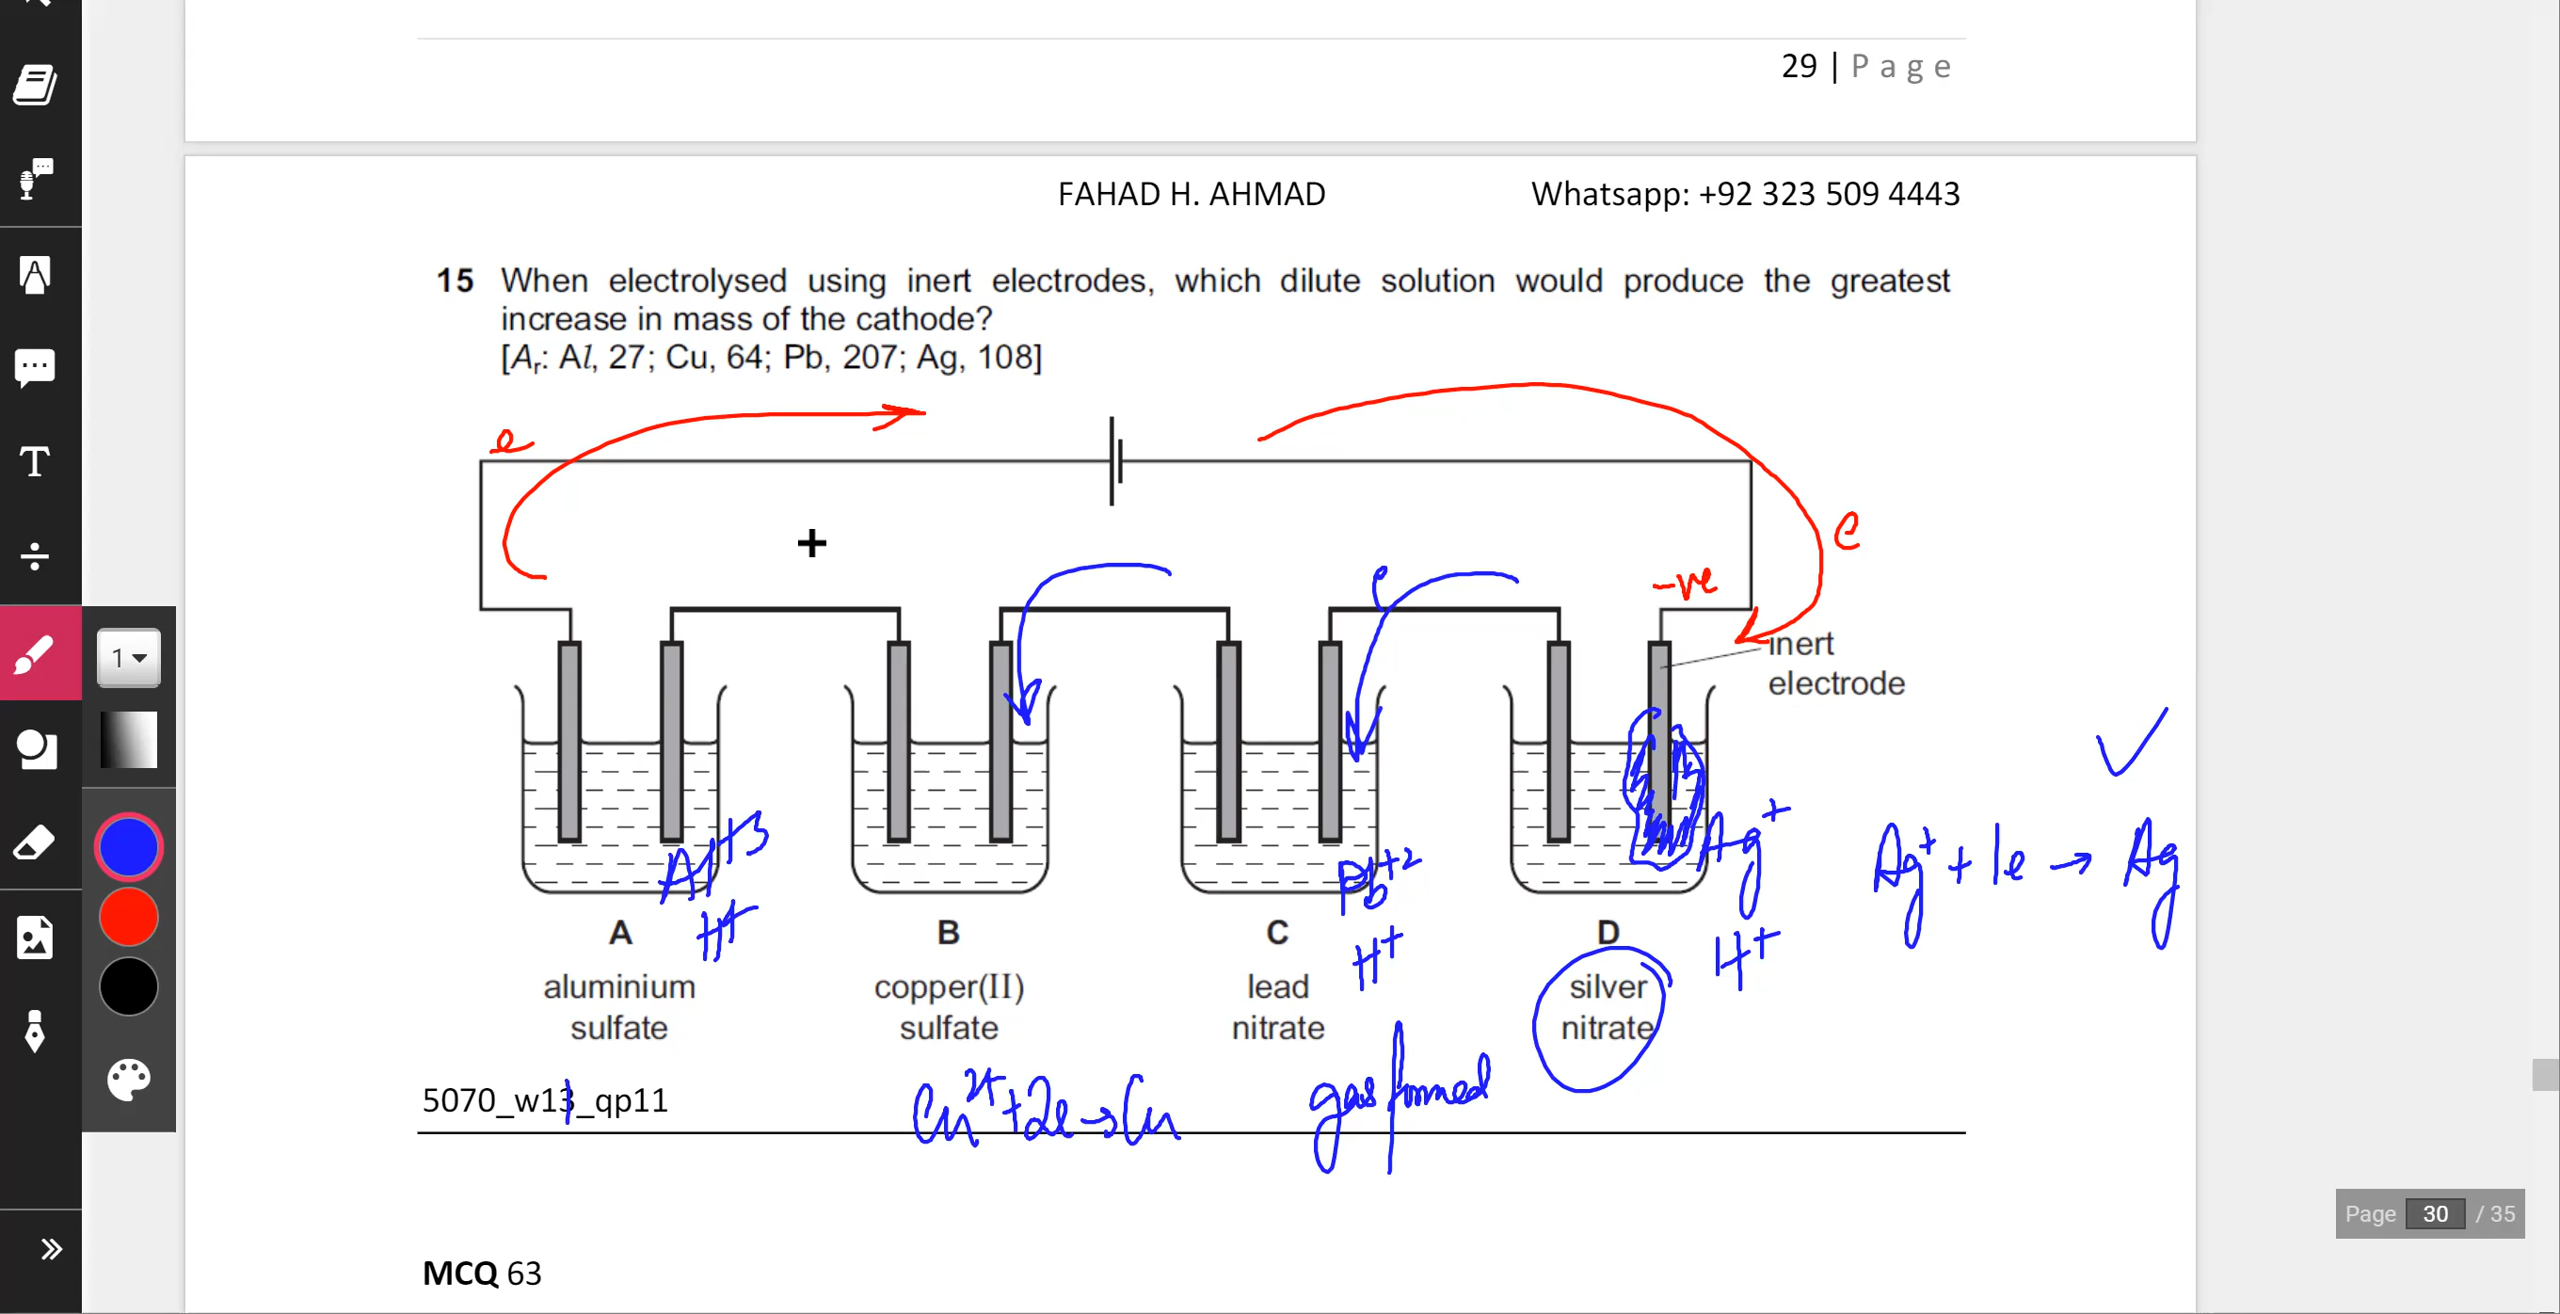 29 | Page
FAHAD H. AHMAD Whatsapp: +92 323 509 4443
15 When electrolysed using inert electrodes, which dilute solution would produce the greatest
increase in mass of the cathode?
[Ar: Al, 27; Cu, 64; Pb, 207; Ag, 108]
e
e
+
-ve
e
inert
electrode
T
1
Al+3
H+
Pb+2
H+
Ag+
H+
Ag+ + 1e → Ag
A B C D
aluminium
sulfate
copper(II)
sulfate
lead
nitrate
silver
nitrate
5070_w13_qp11
Cu2+ + 2e → Cu
gas formed
MCQ 63
Page 30 / 35